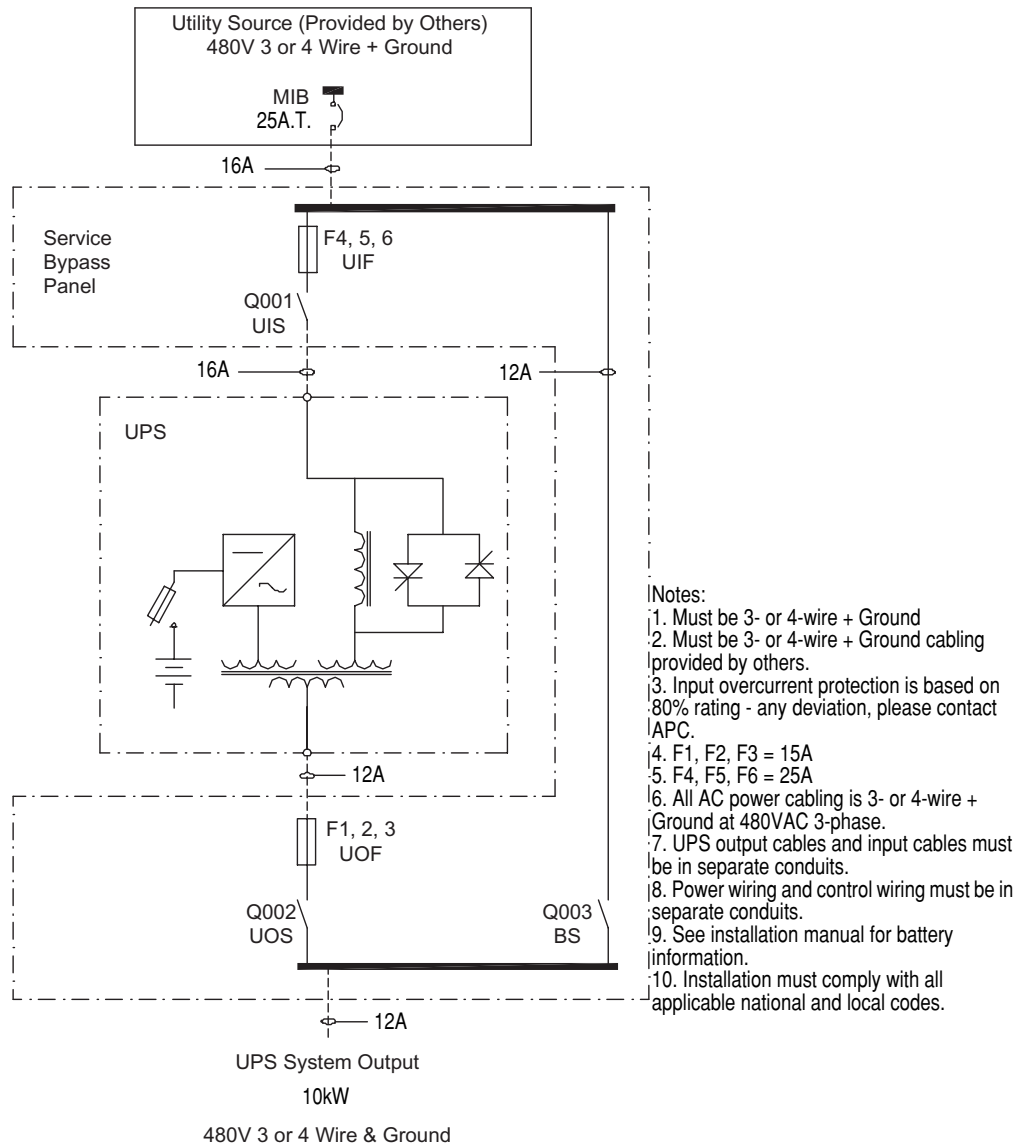 Utility Source (Provided by Others)
480V 3 or 4 Wire + Ground
MIB
25A.T.
16A
Service
Bypass
Panel
F4, 5, 6
UIF
Q001
UIS
16A
12A
UPS
12A
F1, 2, 3
UOF
Q002
UOS
Q003
BS
12A
UPS System Output
10kW
480V 3 or 4 Wire & Ground
Notes:
1. Must be 3- or 4-wire + Ground
2. Must be 3- or 4-wire + Ground cabling
provided by others.
3. Input overcurrent protection is based on
80% rating - any deviation, please contact
APC.
4. F1, F2, F3 = 15A
5. F4, F5, F6 = 25A
6. All AC power cabling is 3- or 4-wire +
Ground at 480VAC 3-phase.
7. UPS output cables and input cables must
be in separate conduits.
8. Power wiring and control wiring must be in
separate conduits.
9. See installation manual for battery
information.
10. Installation must comply with all
applicable national and local codes.